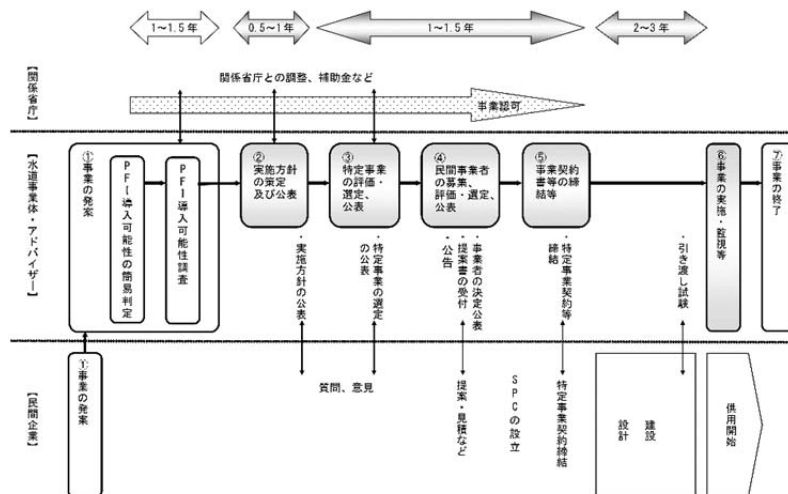 1～1.5年
0.5～1年
1～1.5年
2～3年
【関係省庁】
関係省庁との調整、補助金など
事業認可
【水道事業体・アドバイザー】
①事業の発案
PFI導入可能性の簡易判定
PFI導入可能性調査
②
実施方針
の策定
及び公表
③
特定事業
の評価・
選定、
公表
④
民間事業者
の募集、
評価・選定、
公表
⑤
事業契約
書等の締
結等
⑥事業の実施・監視等
⑦事業の終了
・実施方針の公表
・特定事業の選定
の公表
・事業者の決定公表
・提案書の受付
・公告
・特定事業契約等
締結
・引き渡し試験
【民間企業】
①事業の発案
質問、意見
提案・見積など
SPCの設立
特定事業契約締結
設計
建設
供用開始